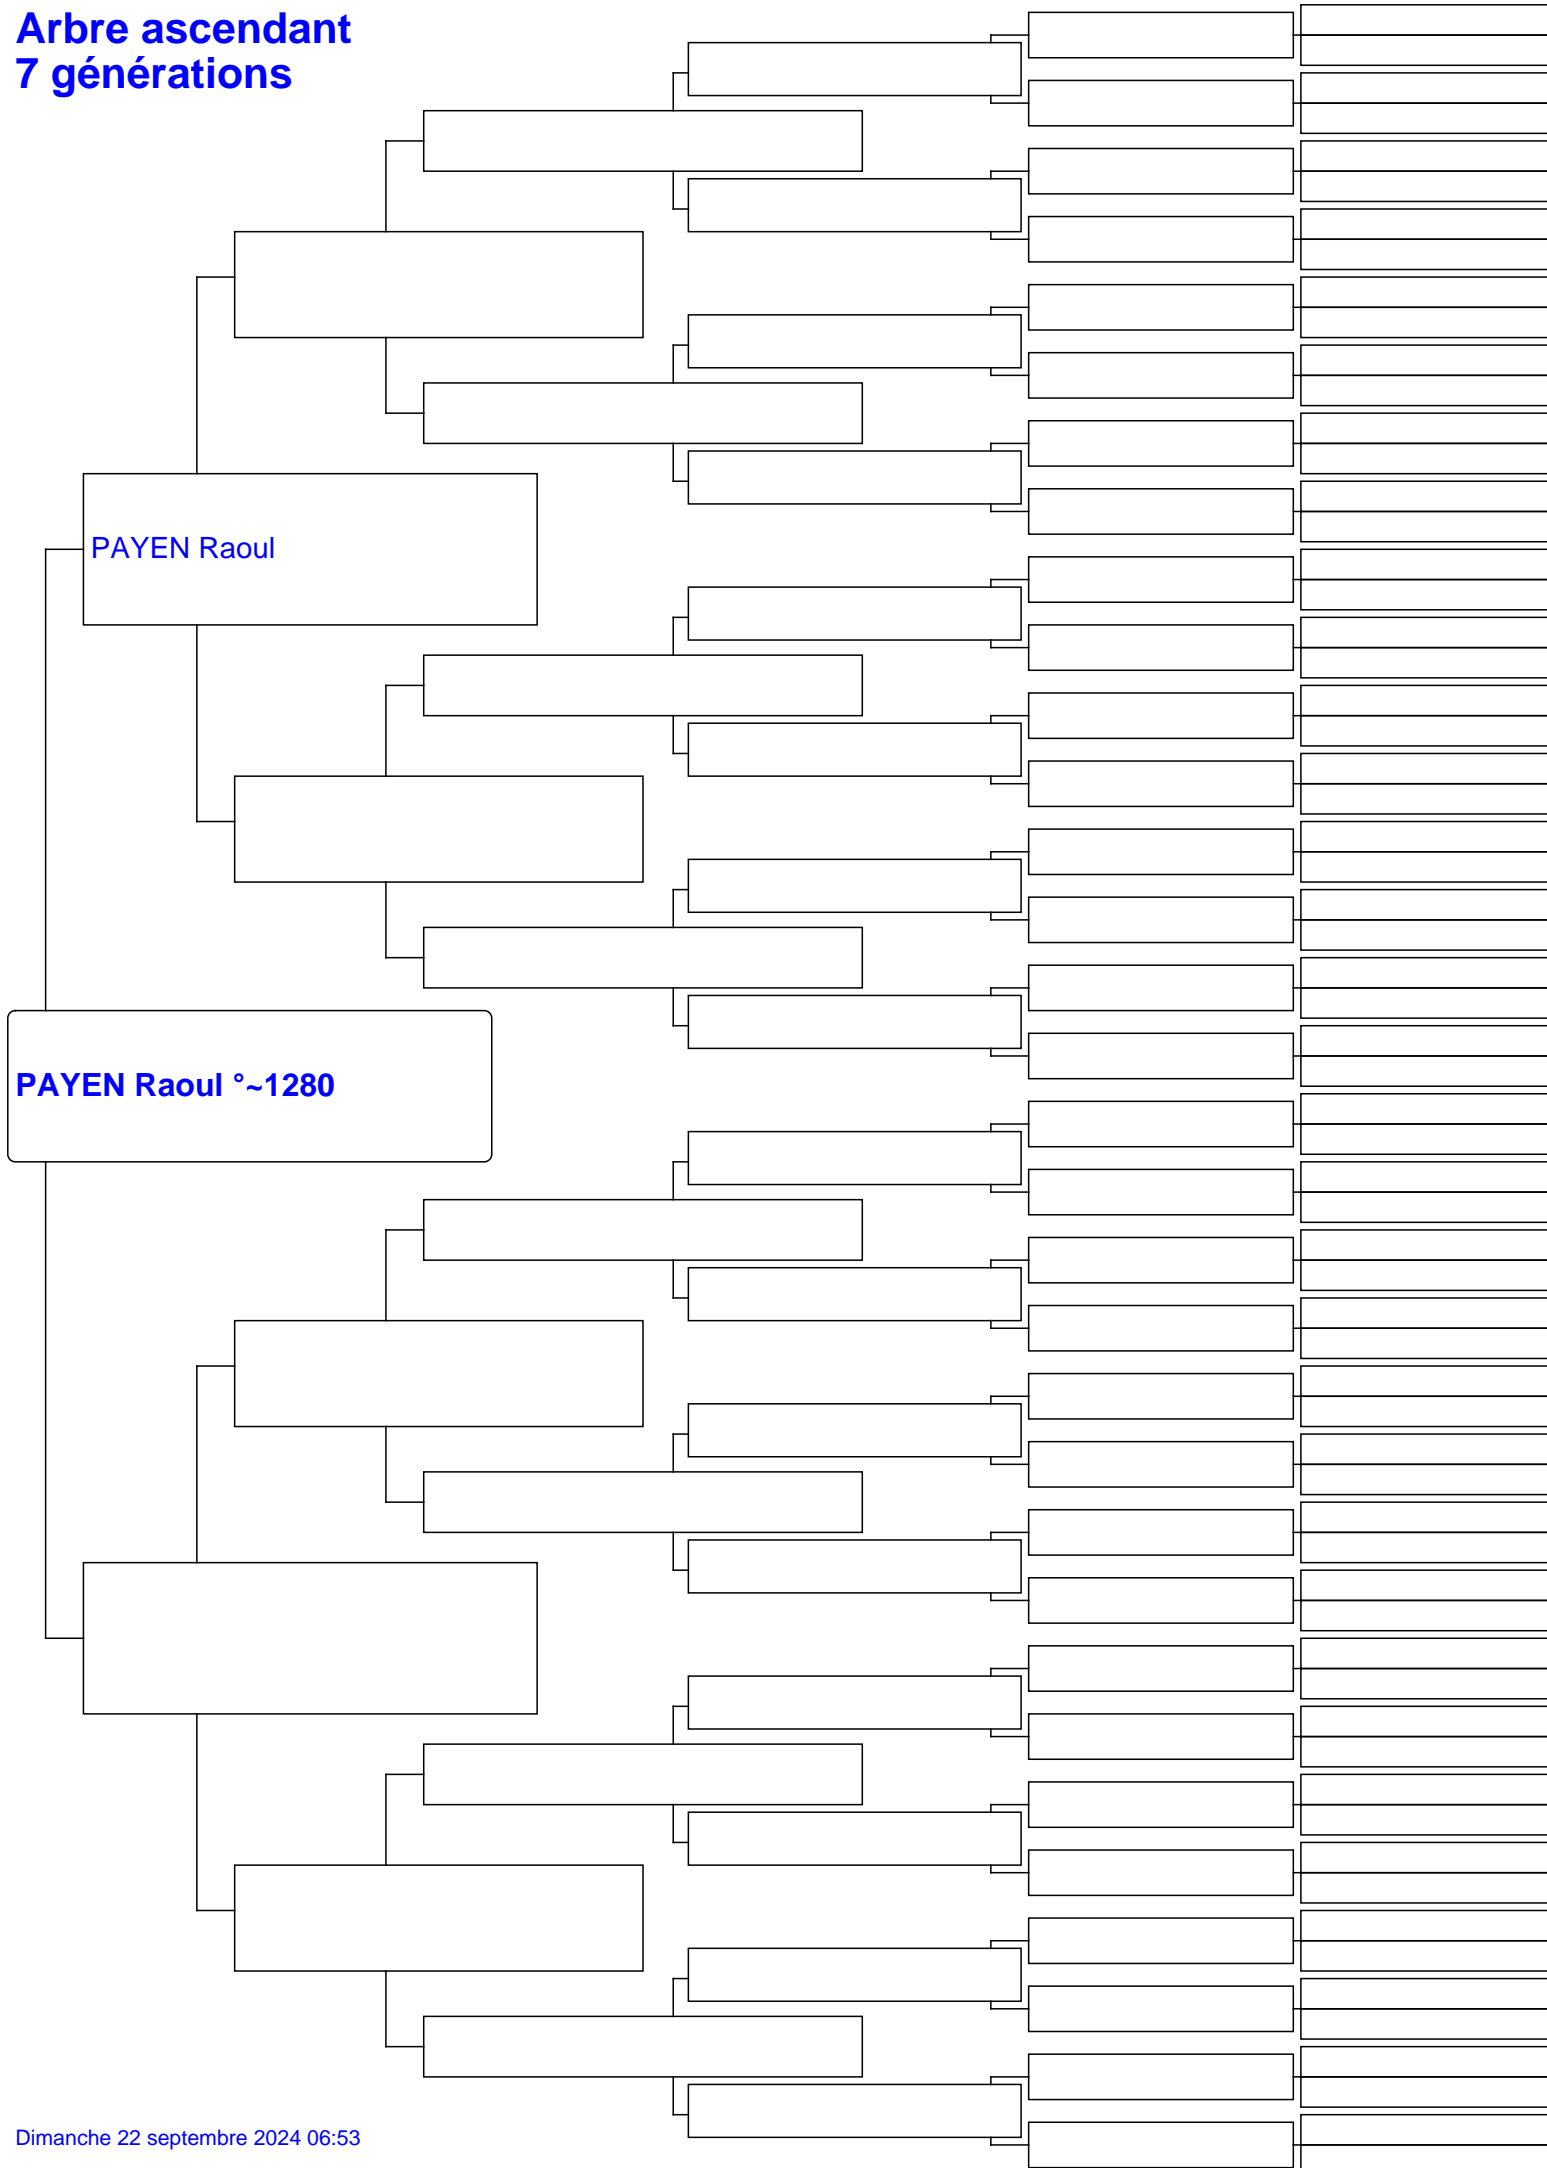 Arbre ascendant
7 générations
PAYEN Raoul
PAYEN Raoul °~1280
Dimanche 22 septembre 2024 06:53